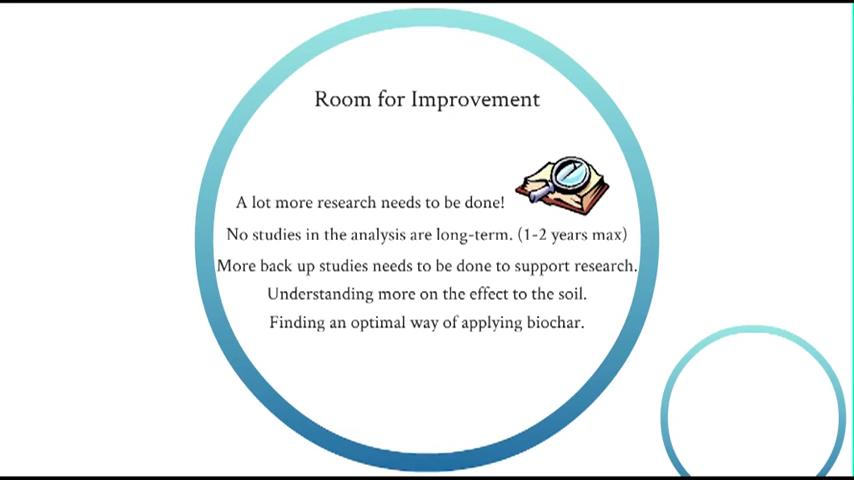 Room for Improvement
A lot more research needs to be done!
No studies in the analysis are long-term. (1-2 years max)
More back up studies needs to be done to support research.
Understanding more on the effect to the soil.
Finding an optimal way of applying biochar.